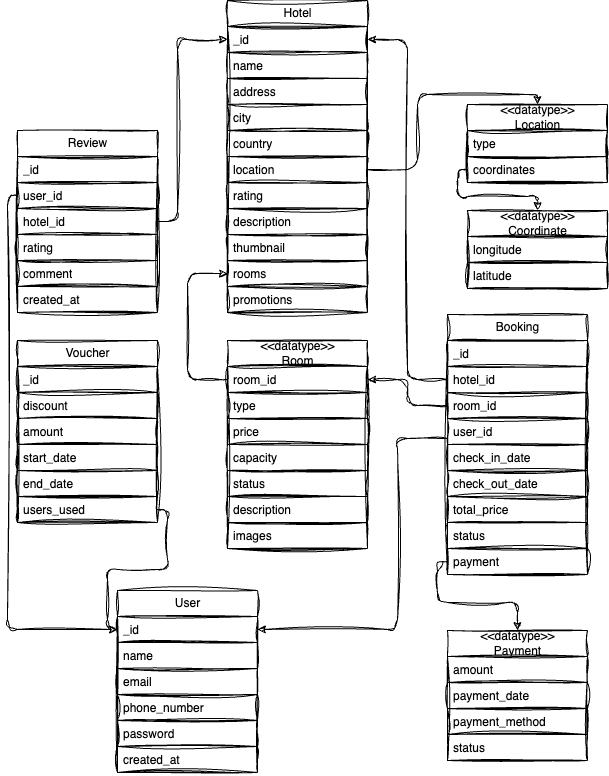 Hotel
_id
name
address
city
country
location
rating
description
thumbnail
rooms
promotions
<<datatype>>
Location
type
coordinates
<<datatype>>
Coordinate
longitude
latitude
Review
_id
user_id
hotel_id
rating
comment
created_at
Voucher
_id
discount
amount
start_date
end_date
users_used
<<datatype>>
Room
room_id
type
price
capacity
status
description
images
Booking
_id
hotel_id
room_id
user_id
check_in_date
check_out_date
total_price
status
payment
User
_id
name
email
phone_number
password
created_at
<<datatype>>
Payment
amount
payment_date
payment_method
status